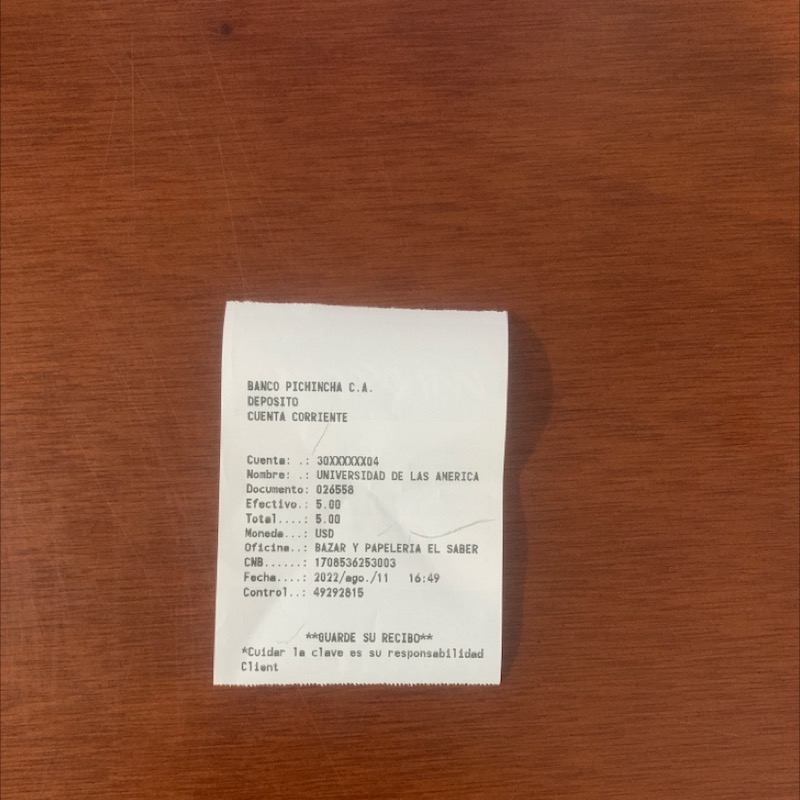 BANCO PICHINCHA C.A.
DEPOSITO
CUENTA CORRIENTE
Cuenta: .: 30XXXXXX04
Nombre: .: UNIVERSIDAD DE LAS AMERICA
Documento: 026558
Efectivo.: 5.00
Total....: 5.00
Moneda...: USD
Oficina..: BAZAR Y PAPELERIA EL SABER
CNB......: 1708536253003
Fecha....: 2022/ago./11 16:49
Control..: 49292815
**GUARDE SU RECIBO**
*Cuidar la clave es su responsabilidad
Client